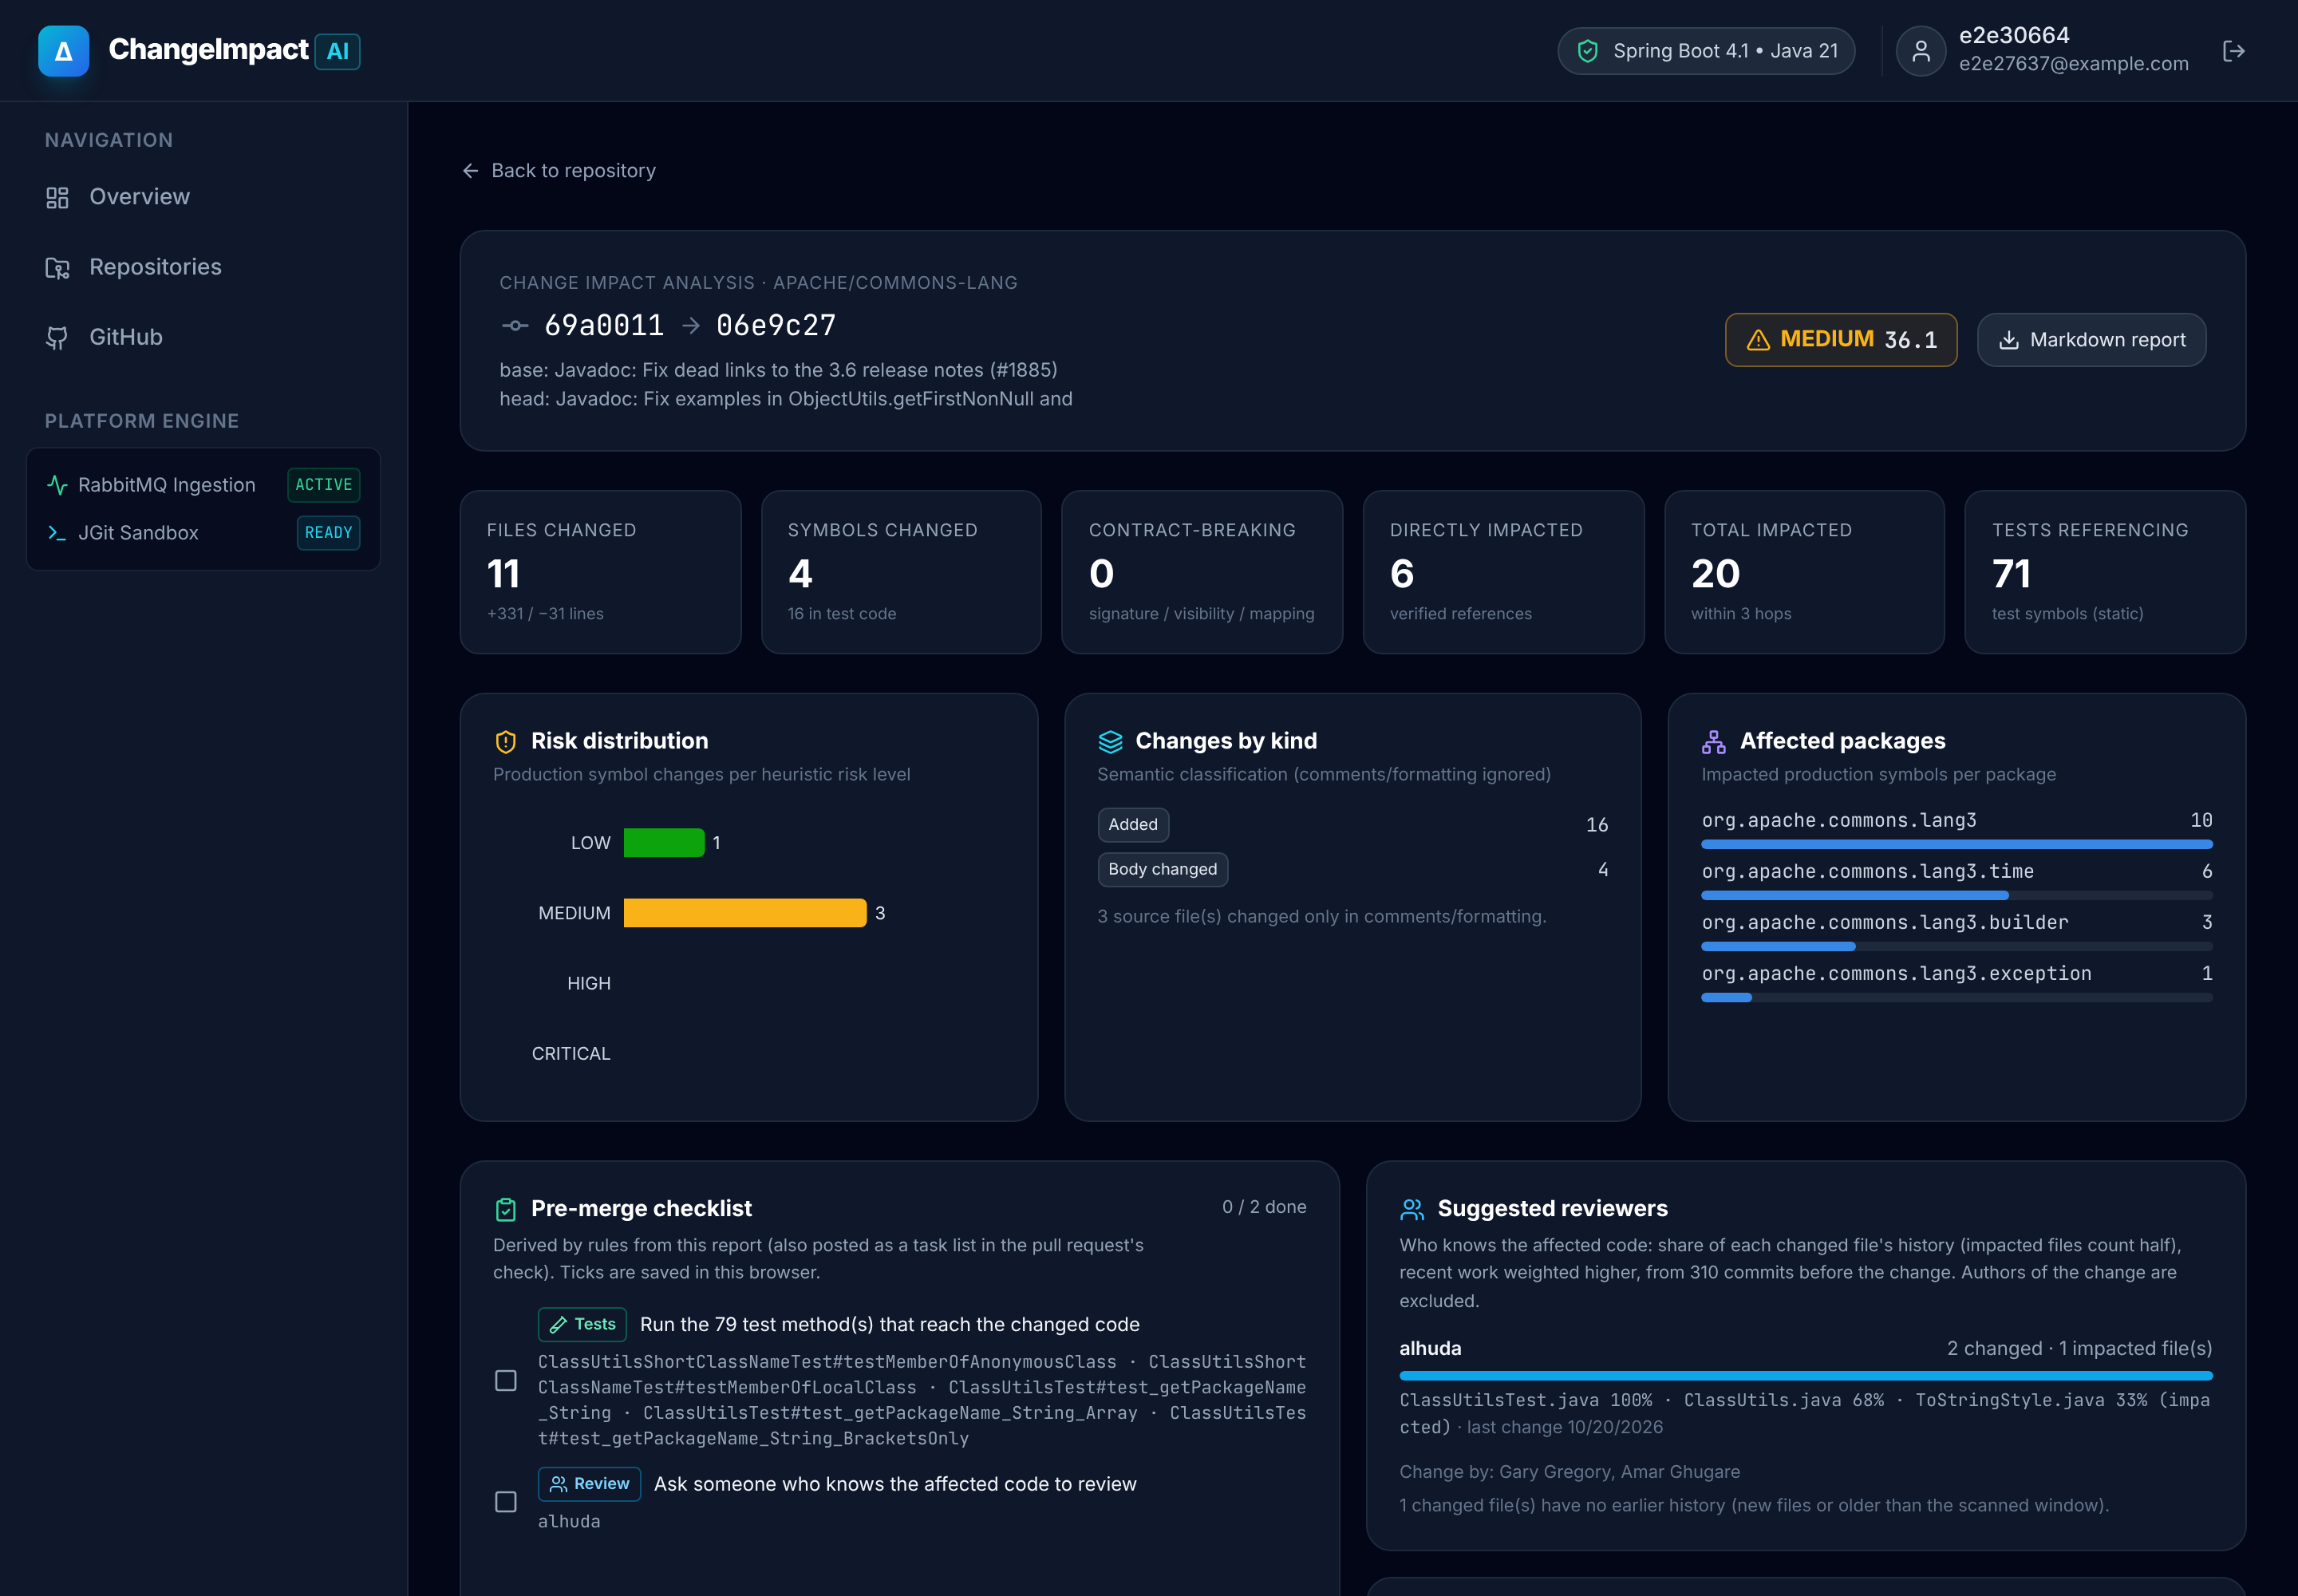 Δ ChangeImpact AI
Spring Boot 4.1 • Java 21
e2e30664
e2e27637@example.com
NAVIGATION
Overview
Repositories
GitHub
PLATFORM ENGINE
RabbitMQ Ingestion ACTIVE
JGit Sandbox READY
Back to repository
CHANGE IMPACT ANALYSIS · APACHE/COMMONS-LANG
69a0011 → 06e9c27
base: Javadoc: Fix dead links to the 3.6 release notes (#1885)
head: Javadoc: Fix examples in ObjectUtils.getFirstNonNull and
MEDIUM 36.1
Markdown report
FILES CHANGED
11
+331 / −31 lines
SYMBOLS CHANGED
4
16 in test code
CONTRACT-BREAKING
0
signature / visibility / mapping
DIRECTLY IMPACTED
6
verified references
TOTAL IMPACTED
20
within 3 hops
TESTS REFERENCING
71
test symbols (static)
Risk distribution
Production symbol changes per heuristic risk level
LOW 1
MEDIUM 3
HIGH
CRITICAL
Changes by kind
Semantic classification (comments/formatting ignored)
Added 16
Body changed 4
3 source file(s) changed only in comments/formatting.
Affected packages
Impacted production symbols per package
org.apache.commons.lang3 10
org.apache.commons.lang3.time 6
org.apache.commons.lang3.builder 3
org.apache.commons.lang3.exception 1
Pre-merge checklist 0 / 2 done
Derived by rules from this report (also posted as a task list in the pull request's
check). Ticks are saved in this browser.
Tests Run the 79 test method(s) that reach the changed code
ClassUtilsShortClassNameTest#testMemberOfAnonymousClass · ClassUtilsShort
ClassNameTest#testMemberOfLocalClass · ClassUtilsTest#test_getPackageName
_String · ClassUtilsTest#test_getPackageName_String_Array · ClassUtilsTes
t#test_getPackageName_String_BracketsOnly
Review Ask someone who knows the affected code to review
alhuda
Suggested reviewers
Who knows the affected code: share of each changed file's history (impacted files count half),
recent work weighted higher, from 310 commits before the change. Authors of the change are
excluded.
alhuda 2 changed · 1 impacted file(s)
ClassUtilsTest.java 100% · ClassUtils.java 68% · ToStringStyle.java 33% (impa
cted) · last change 10/20/2026
Change by: Gary Gregory, Amar Ghugare
1 changed file(s) have no earlier history (new files or older than the scanned window).